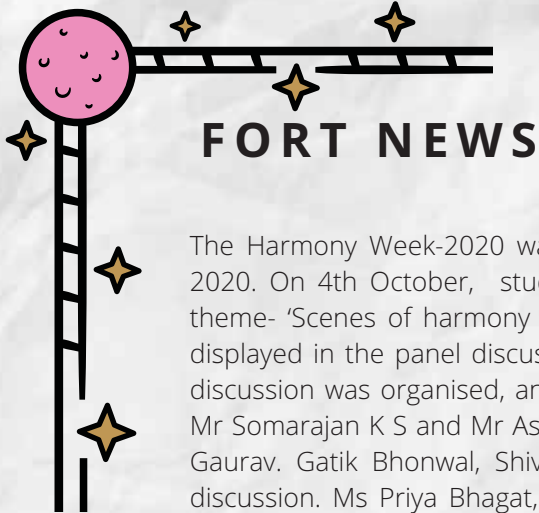 FORT NEWS
The Harmony Week-2020 wa
2020. On 4th October, stu
theme- ‘Scenes of harmony
displayed in the panel discus
discussion was organised, ar
Mr Somarajan K S and Mr As
Gaurav. Gatik Bhonwal, Shiv
discussion. Ms Priya Bhagat,